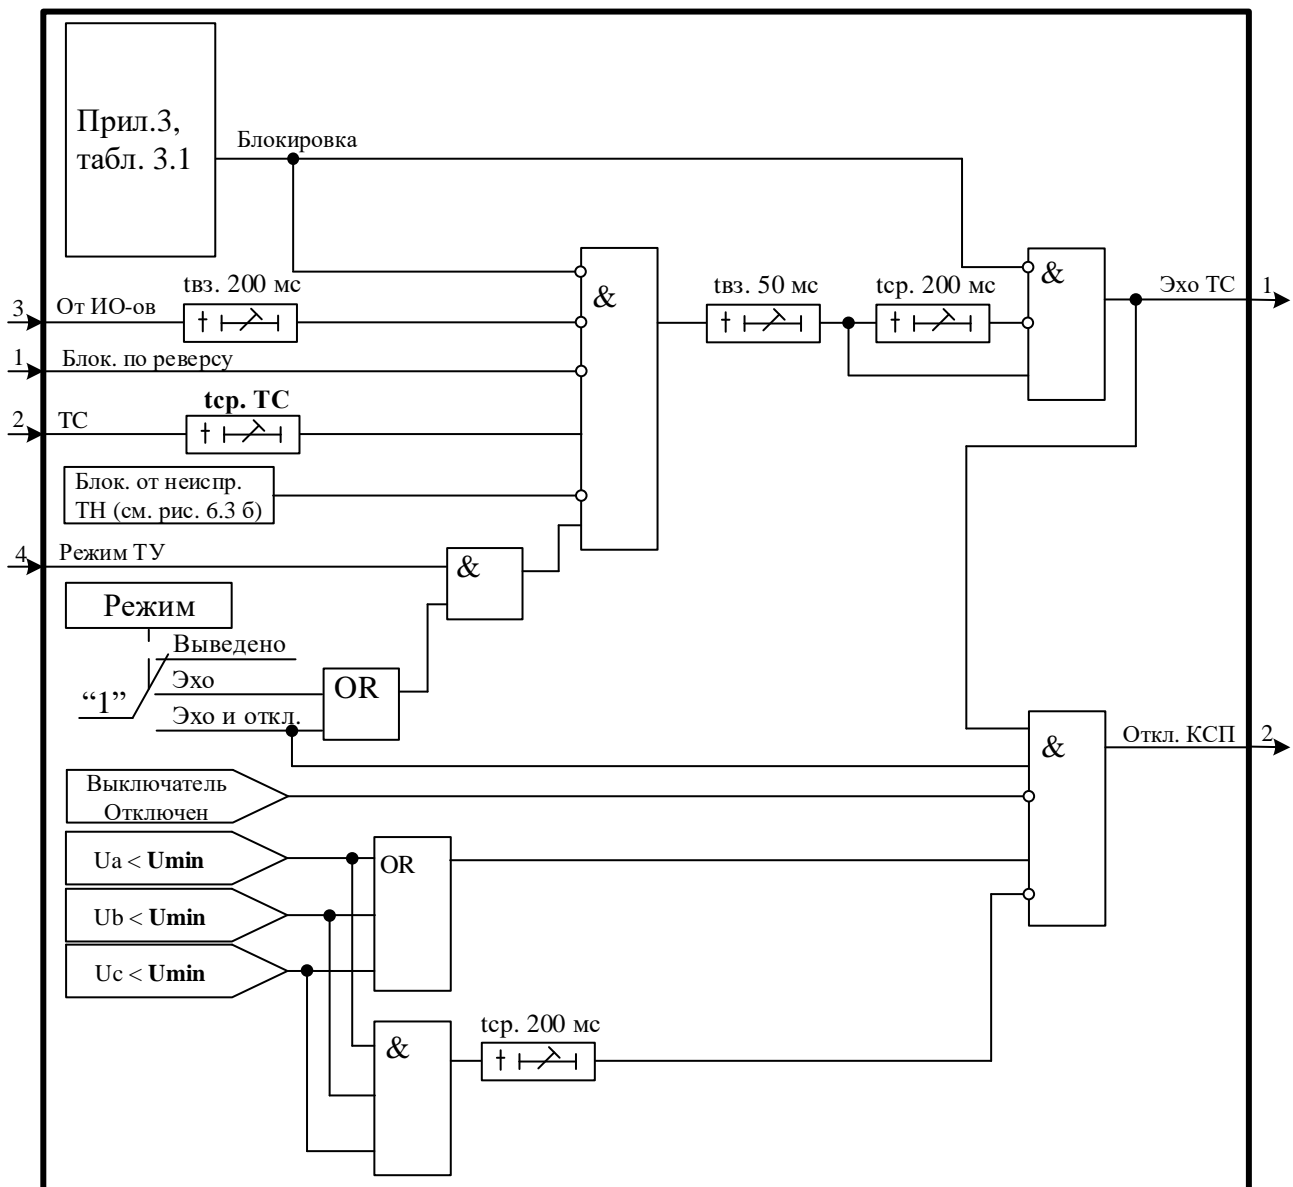 Прил.3,
табл. 3.1
Блокировка
&
Эхо ТС
1
tвз. 200 мс
3
От ИО-ов
&
tвз. 50 мс
tср. 200 мс
1
Блок. по реверсу
tср. ТС
2
ТС
Блок. от неиспр.
ТН (см. рис. 6.3 б)
4
Режим ТУ
&
Режим
Выведено
“1”
Эхо
OR
Эхо и откл.
&
Откл. КСП
2
Выключатель
Отключен
Ua < Umin
OR
Ub < Umin
Uc < Umin
&
tср. 200 мс